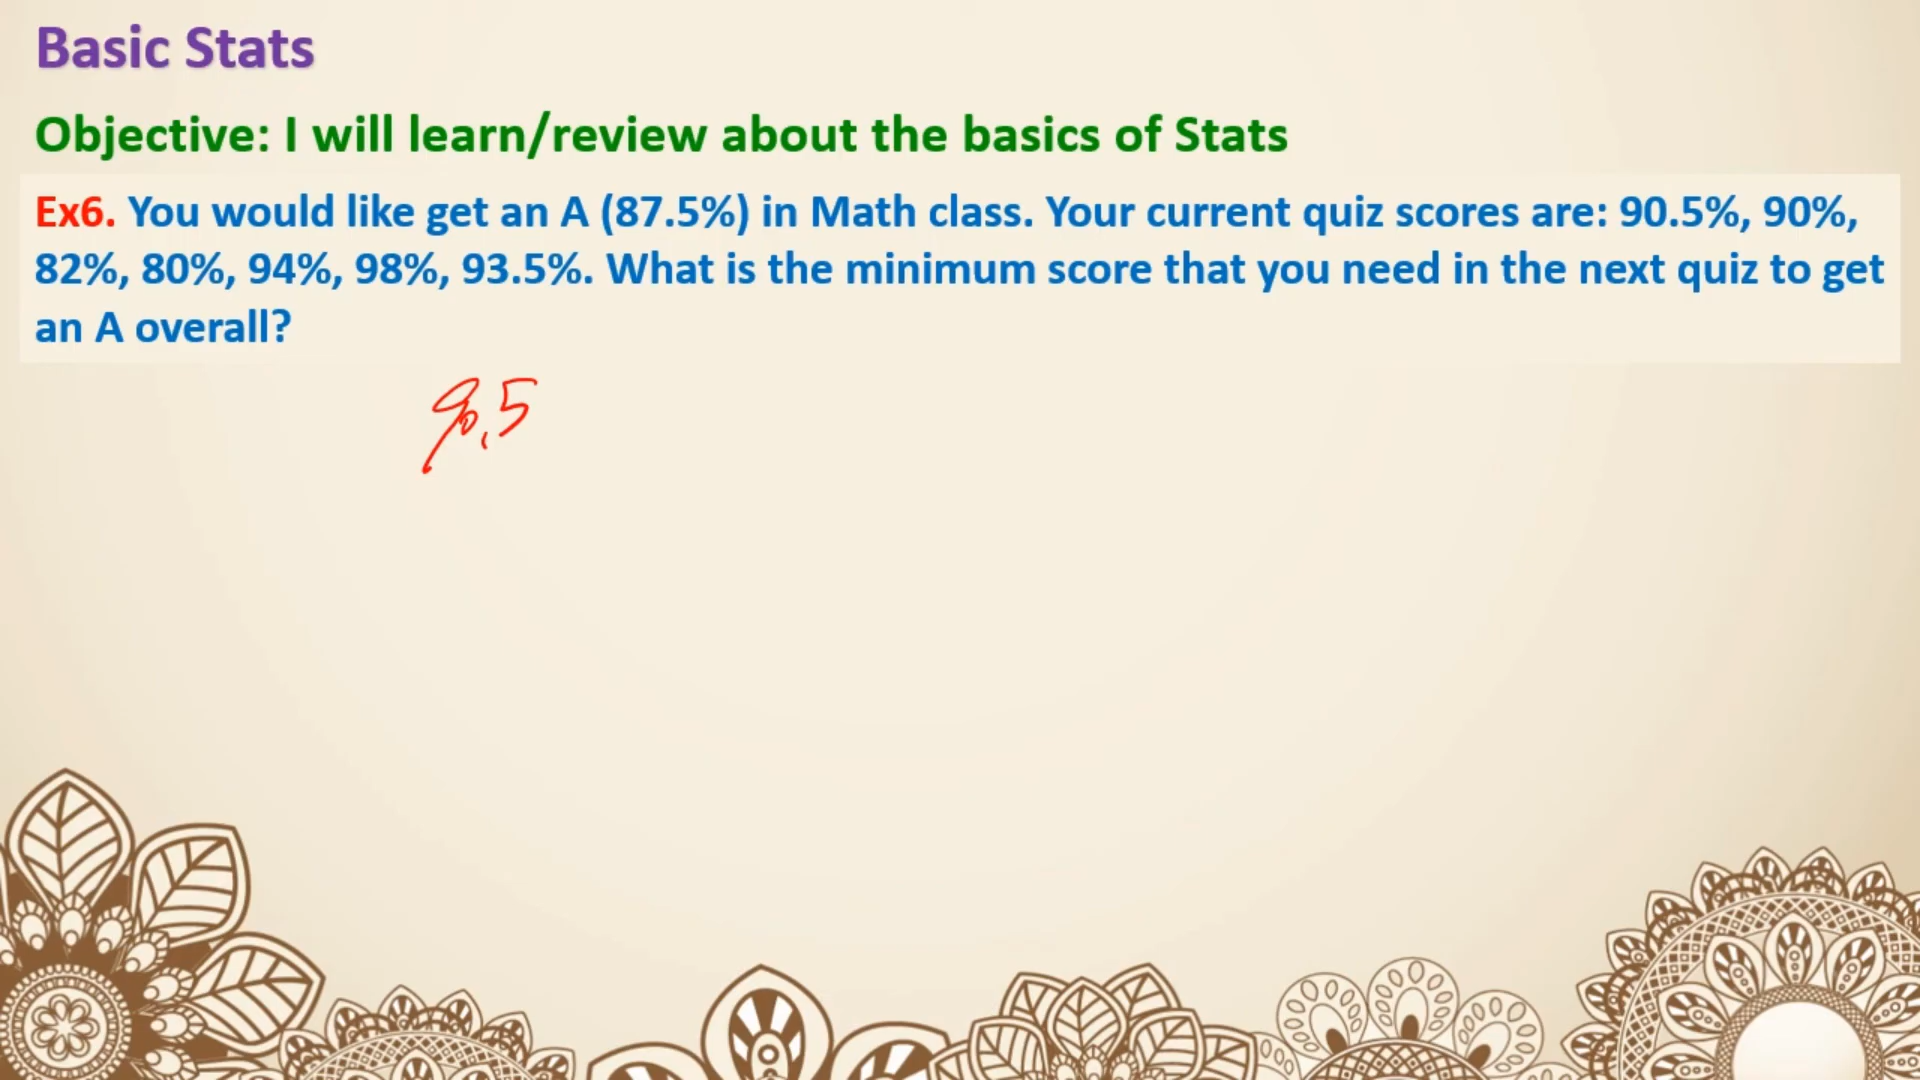 Basic Stats
Objective: I will learn/review about the basics of Stats
Ex6. You would like get an A (87.5%) in Math class. Your current quiz scores are: 90.5%, 90%,
82%, 80%, 94%, 98%, 93.5%. What is the minimum score that you need in the next quiz to get
an A overall?
90.5